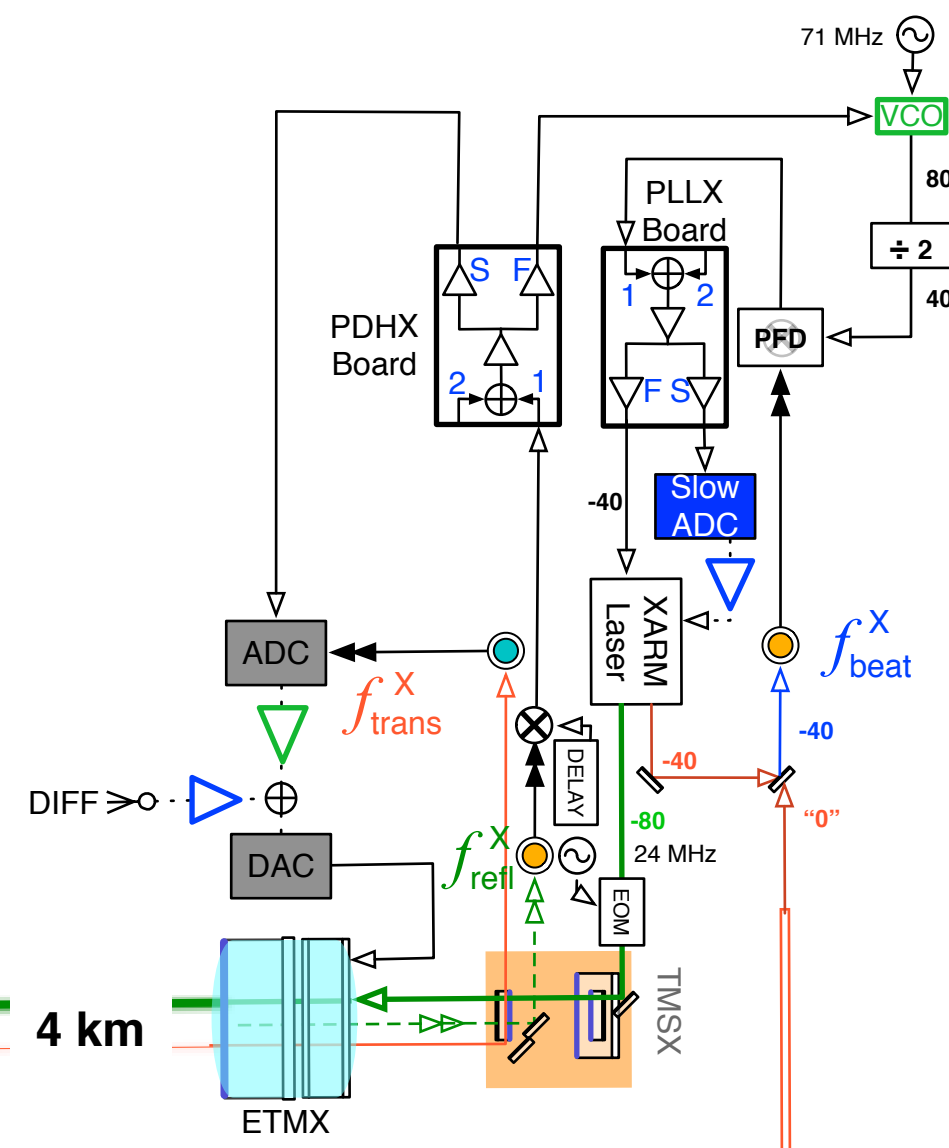 71 MHz
VCO
80
÷ 2
40
PLLX
Board
S F
1 2
PDHX
Board
PFD
2 1
F S
-40
Slow
ADC
XARM
Laser
ADC
f X trans
f X beat
-40
-40
DELAY
DIFF
"0"
-80
24 MHz
f X refl
DAC
EOM
TMSX
4 km
ETMX